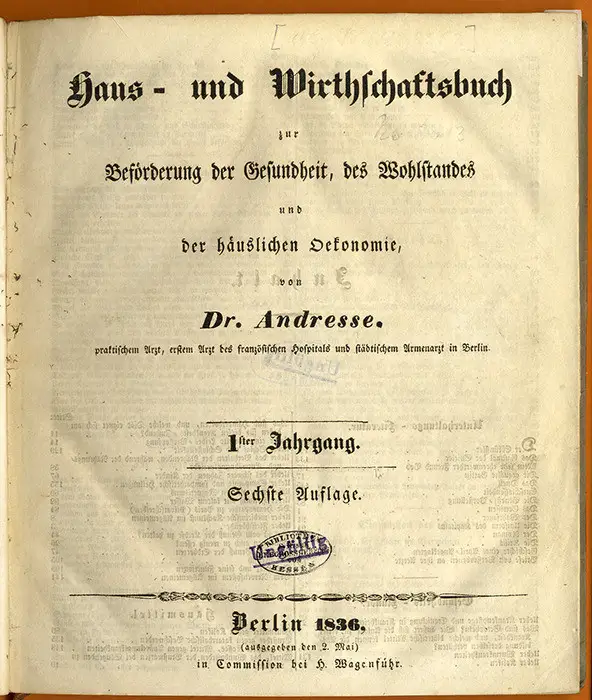 Haus- und Wirthschaftsbuch
zur
Beförderung der Gesundheit, des Wohlstandes
und
der häuslichen Oekonomie,
von
Dr. Andresse.
praktischem Arzt, erstem Arzt des französischen Hospitals und städtischem Armenarzt in Berlin.
1ster Jahrgang.
Sechste Auflage.
Ungültig
HESSEN
Berlin 1836,
(ausgegeben den 2. Mai)
in Commission bei H. Wagenführ.